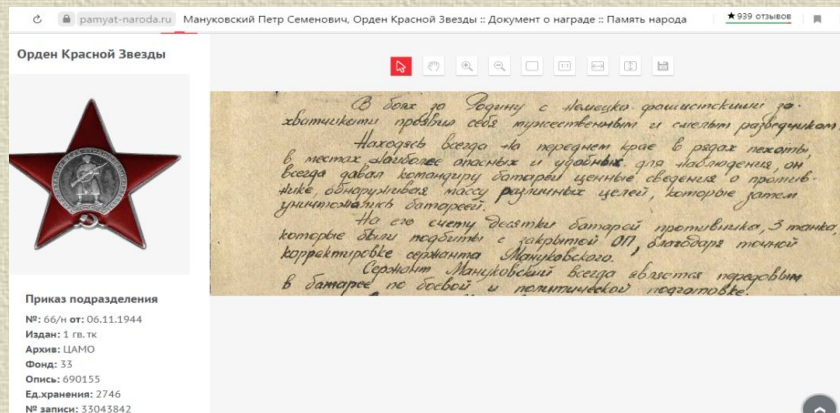 pamyat-naroda.ru Мануковский Петр Семенович, Орден Красной Звезды :: Документ о награде :: Память народа ★939 отзывов
Орден Красной Звезды
1:1
В боях за Родину с немецко-фашистскими за-
хватчиками проявил себя мужественным и смелым разведчиком
Находясь всегда на переднем крае в рядах пехоты,
в местах наиболее опасных и удобных для наблюдения, он
всегда давал командиру батареи ценные сведения о против-
нике, обнаруживая массу различных целей, которые затем
уничтожались батареей.
На его счету десятки батарей противника, 3 танка,
которые были подбиты с закрытой ОП, благодаря точной
корректировке сержанта Мануковского.
Сержант Мануковский всегда является передовым
в батарее по боевой и политической подготовке.
Приказ подразделения
№: 66/н от: 06.11.1944
Издан: 1 гв. тк
Архив: ЦАМО
Фонд: 33
Опись: 690155
Ед.хранения: 2746
№ записи: 33043842